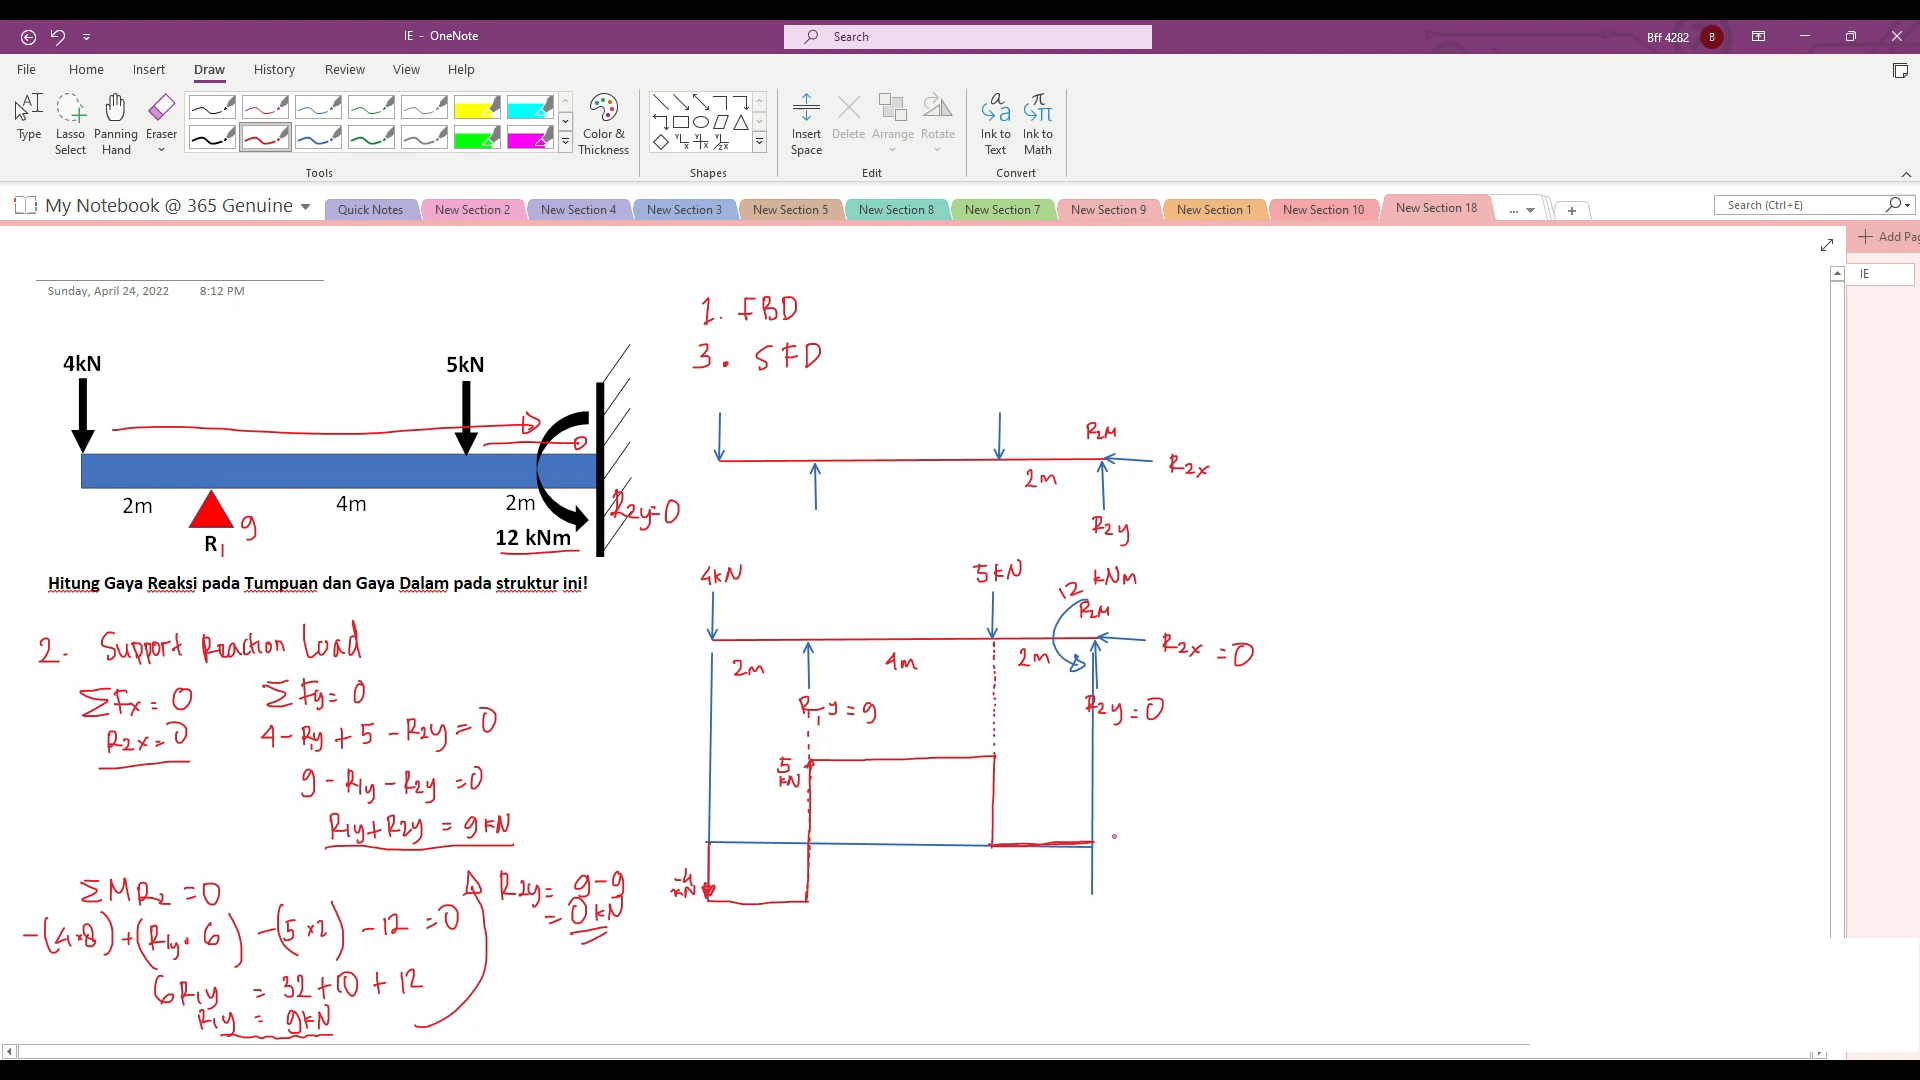 IE - OneNote
Search
Bff 4282
B
File Home Insert Draw History Review View Help
Type
Lasso Select
Panning Hand
Eraser
Color & Thickness
Insert Space
Delete
Arrange
Rotate
Ink to Text
Ink to Math
Tools
Shapes
Edit
Convert
My Notebook @ 365 Genuine
Quick Notes
New Section 2
New Section 4
New Section 3
New Section 5
New Section 8
New Section 7
New Section 9
New Section 1
New Section 10
New Section 18
...
Search (Ctrl+E)
Add Pag
IE
Sunday, April 24, 2022 8:12 PM
4kN
5kN
2m
4m
2m
R1
9
12 kNm
R2y=0
Hitung Gaya Reaksi pada Tumpuan dan Gaya Dalam pada struktur ini!
2. Support Reaction Load
ΣFx = 0
R2x = 0
ΣFy = 0
4 - R1y + 5 - R2y = 0
9 - R1y - R2y = 0
R1y + R2y = 9 kN
ΣM R2 = 0
-(4*8) + (R1y . 6) - (5 * 2) - 12 = 0
6R1y = 32 + 10 + 12
R1y = 9kN
R2y = 9-9
= 0 kN
1. FBD
3. SFD
R2M
R2x
2m
R2y
4kN
5kN
12 kNm
R2M
R2x = 0
2m
4m
2m
R1y = 9
R2y = 0
5 kN
-4 kN